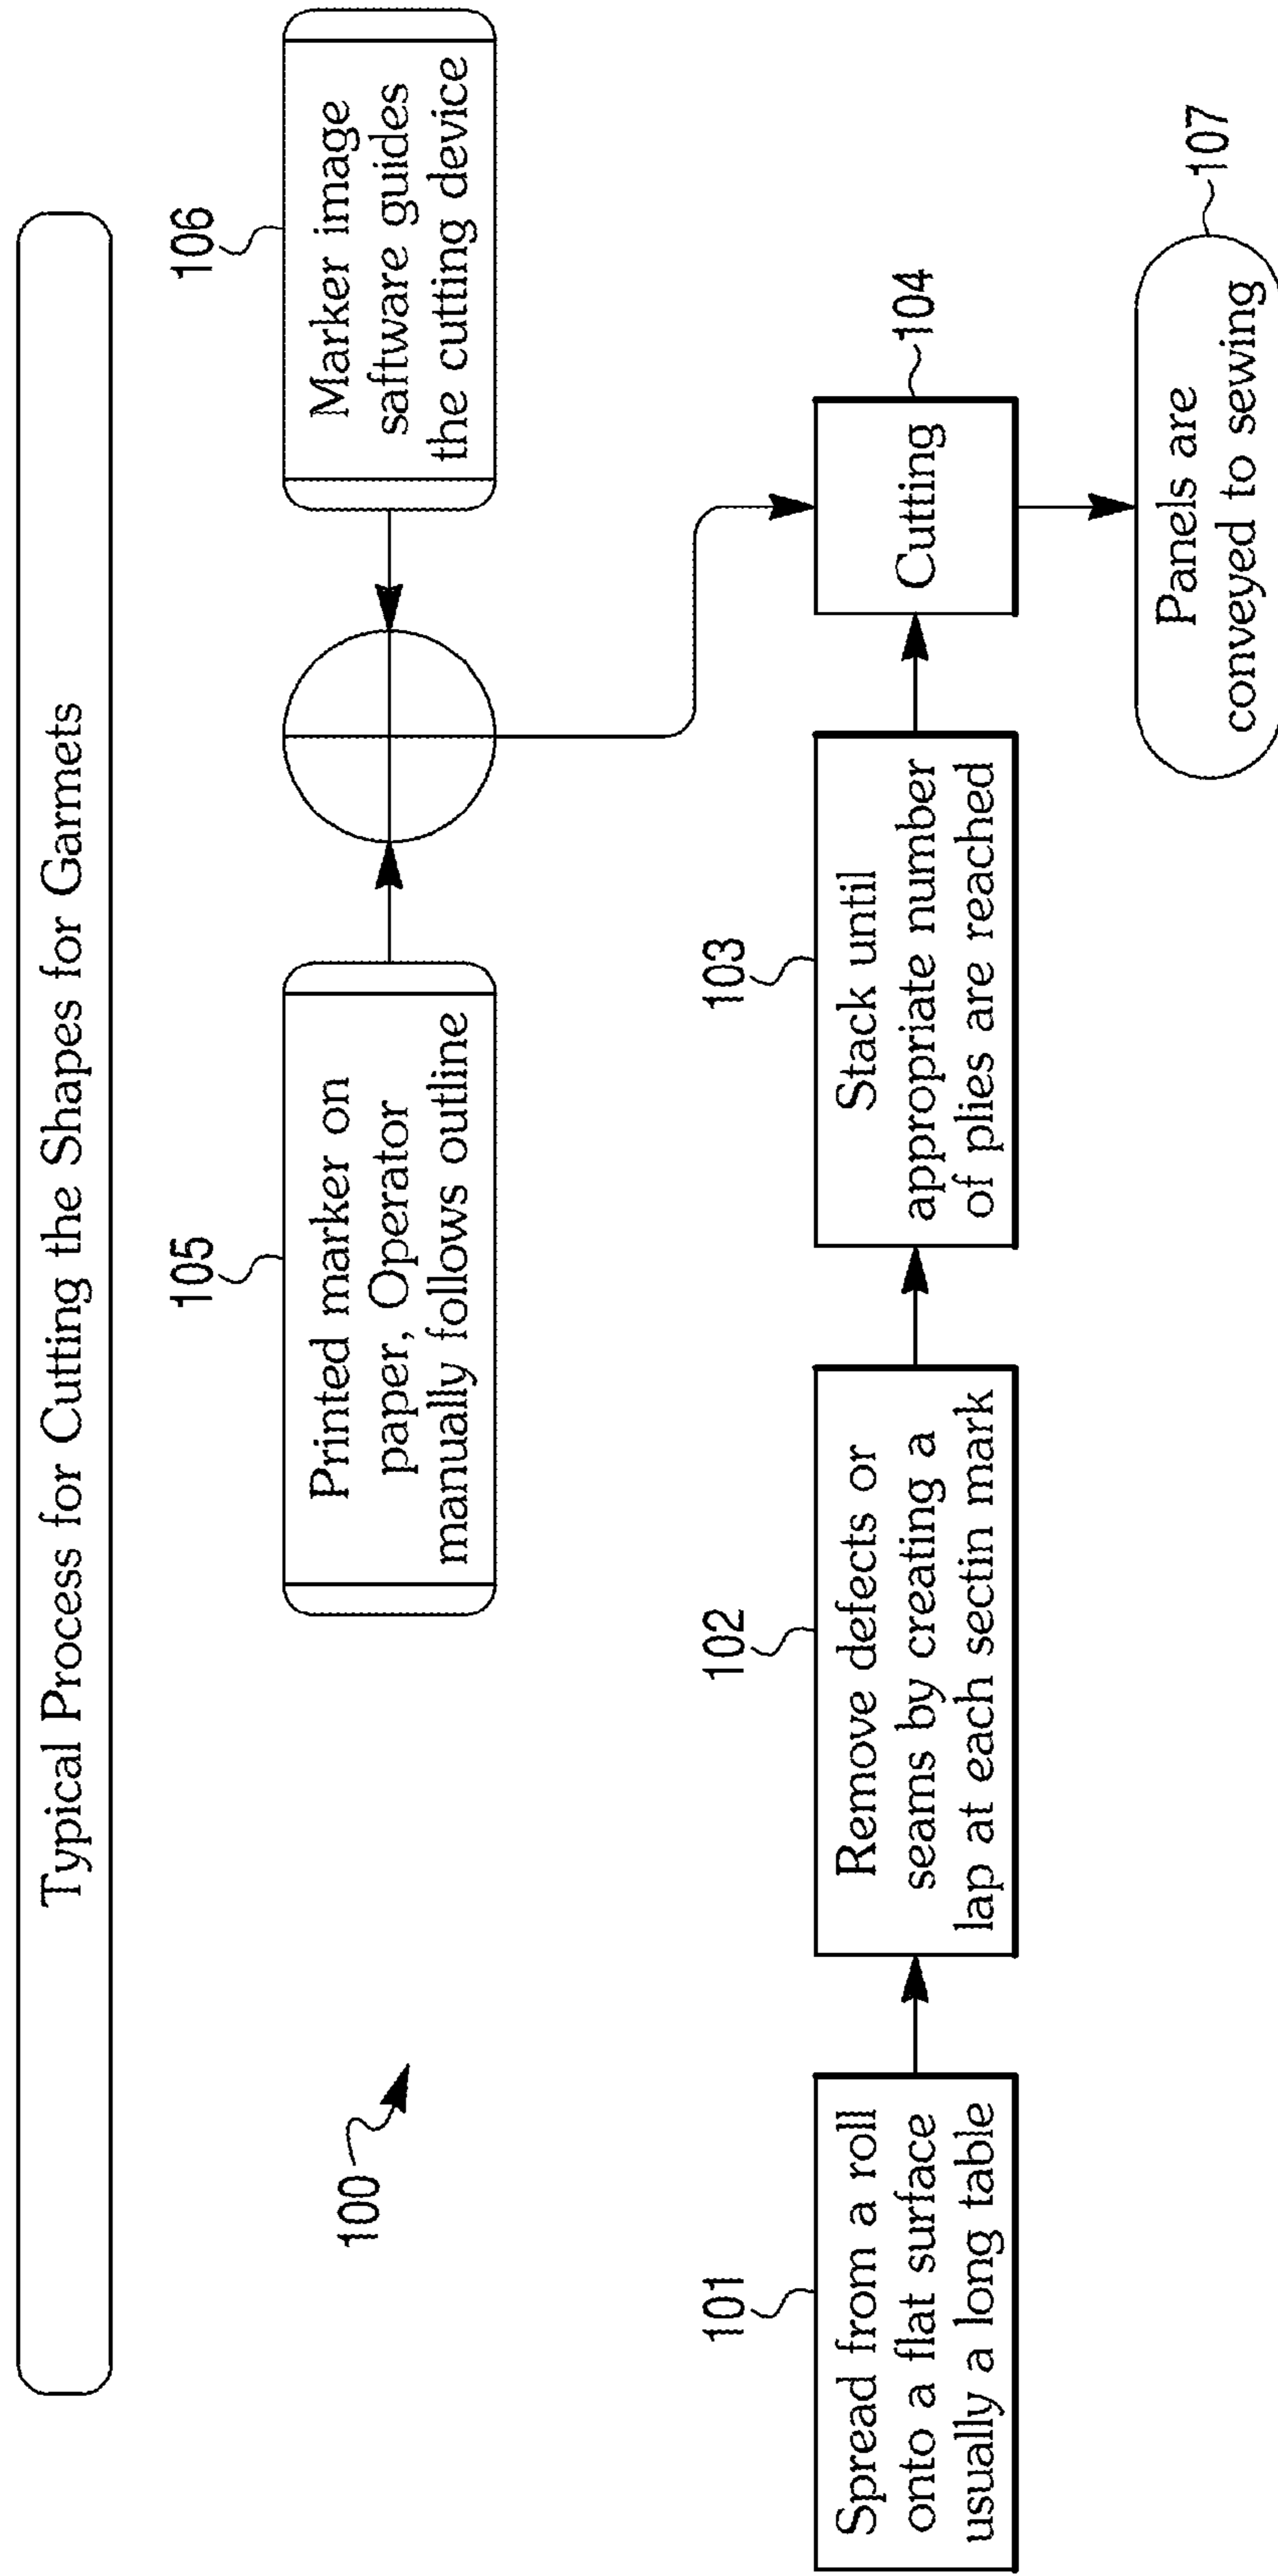 Typical Process for Cutting the Shapes for Garmets
105
Printed marker on
paper, Operator
manually follows outline
106
Marker image
saftware guides
the cutting device
100
101
Spread from a roll
onto a flat surface
usually a long table
102
Remove defects or
seams by creating a
lap at each sectin mark
103
Stack until
appropriate number
of plies are reached
104
Cutting
107
Panels are
conveyed to sewing